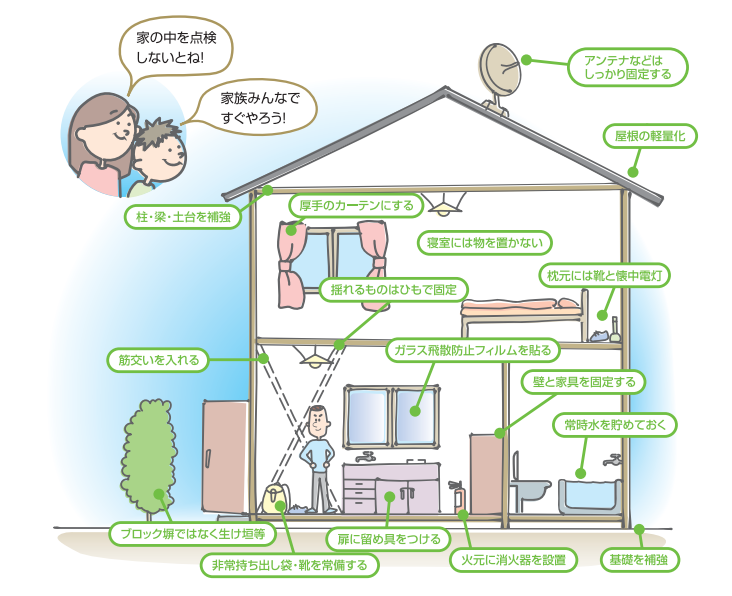 家の中を点検
しないとね!
家族みんなで
すぐやろう!
アンテナなどは
しっかり固定する
屋根の軽量化
柱・梁・土台を補強
厚手のカーテンにする
寝室には物を置かない
枕元には靴と懐中電灯
揺れるものはひもで固定
筋交いを入れる
ガラス飛散防止フィルムを貼る
壁と家具を固定する
常時水を貯めておく
ブロック塀ではなく生け垣等
非常持ち出し袋・靴を常備する
扉に留め具をつける
火元に消火器を設置
基礎を補強